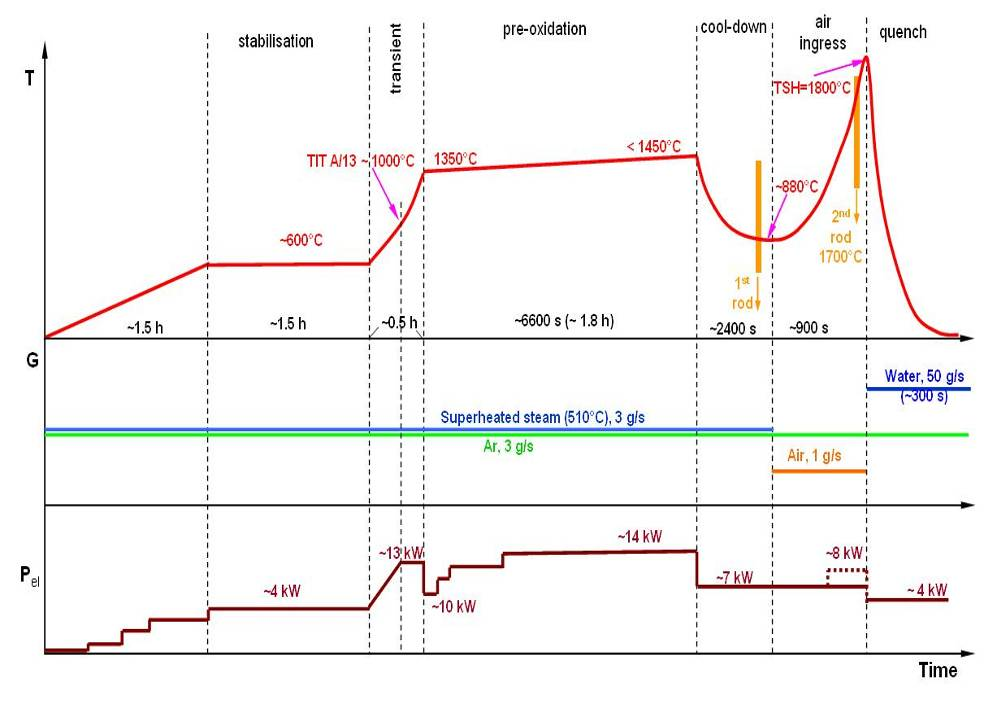 T
stabilisation
transient
pre-oxidation
cool-down
air
ingress
quench
TSH=1800°C
TIT A/13 ~1000°C
1350°C
< 1450°C
~880°C
~600°C
2nd
rod
1700°C
1st
rod
~1.5 h
~1.5 h
~0.5 h
~6600 s (~ 1.8 h)
~2400 s
~900 s
G
Water, 50 g/s
(~300 s)
Superheated steam (510°C), 3 g/s
Ar, 3 g/s
Air, 1 g/s
Pel
~4 kW
~13 kW
~10 kW
~14 kW
~7 kW
~8 kW
~ 4 kW
Time